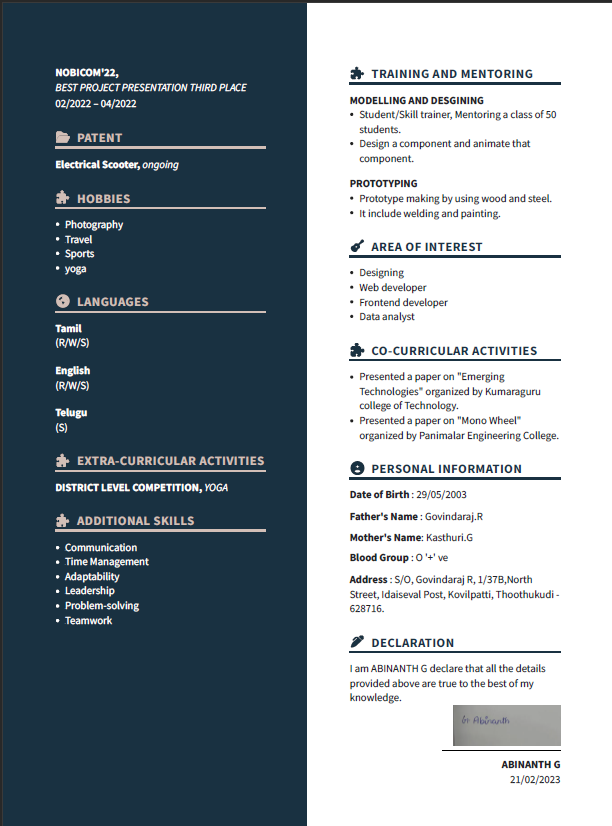 NOBICOM'22,
BEST PROJECT PRESENTATION THIRD PLACE
02/2022 – 04/2022
PATENT
Electrical Scooter, ongoing
HOBBIES
• Photography
• Travel
• Sports
• yoga
LANGUAGES
Tamil
(R/W/S)
English
(R/W/S)
Telugu
(S)
EXTRA-CURRICULAR ACTIVITIES
DISTRICT LEVEL COMPETITION, YOGA
ADDITIONAL SKILLS
• Communication
• Time Management
• Adaptability
• Leadership
• Problem-solving
• Teamwork
TRAINING AND MENTORING
MODELLING AND DESGINING
• Student/Skill trainer, Mentoring a class of 50
students.
• Design a component and animate that
component.
PROTOTYPING
• Prototype making by using wood and steel.
• It include welding and painting.
AREA OF INTEREST
• Designing
• Web developer
• Frontend developer
• Data analyst
CO-CURRICULAR ACTIVITIES
• Presented a paper on "Emerging
Technologies" organized by Kumaraguru
college of Technology.
• Presented a paper on "Mono Wheel"
organized by Panimalar Engineering College.
PERSONAL INFORMATION
Date of Birth : 29/05/2003
Father's Name : Govindaraj.R
Mother's Name: Kasthuri.G
Blood Group : O '+' ve
Address : S/O, Govindaraj R, 1/37B,North
Street, Idaiseval Post, Kovilpatti, Thoothukudi -
628716.
DECLARATION
I am ABINANTH G declare that all the details
provided above are true to the best of my
knowledge.
G Abinanth
ABINANTH G
21/02/2023